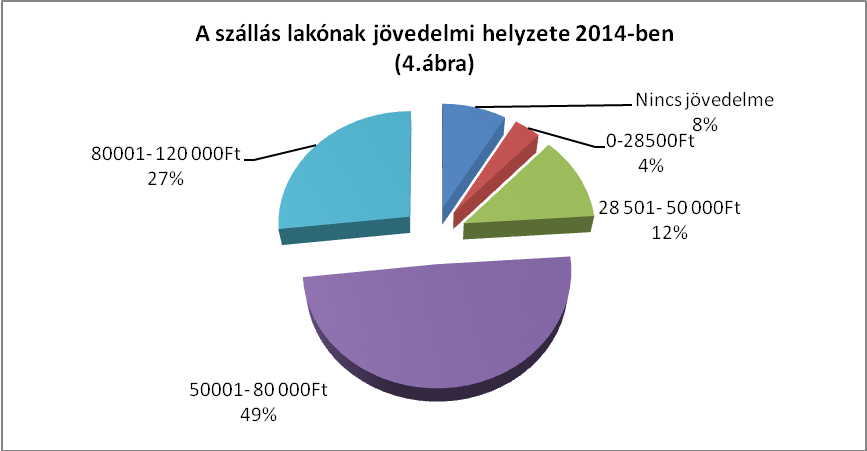 A szállás lakónak jövedelmi helyzete 2014-ben
(4.ábra)
Nincs jövedelme
8%
0-28500Ft
4%
28 501- 50 000Ft
12%
50001- 80 000Ft
49%
80001- 120 000Ft
27%